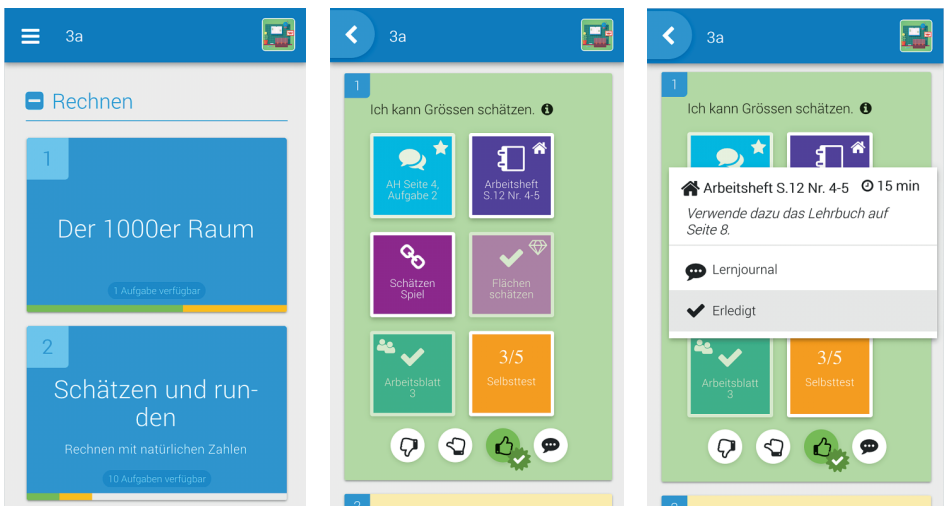 3a
Rechnen
1
Der 1000er Raum
1 Aufgabe verfügbar
2
Schätzen und run-
den
Rechnen mit natürlichen Zahlen
10 Aufgaben verfügbar
3a
1
Ich kann Grössen schätzen.
AH Seite 4,
Aufgabe 2
Arbeitsheft
S.12 Nr. 4-5
Schätzen
Spiel
Flächen
schätzen
Arbeitsblatt
3
3/5
Selbsttest
2
3a
1
Ich kann Grössen schätzen.
Arbeitsheft S.12 Nr. 4-5 15 min
Verwende dazu das Lehrbuch auf
Seite 8.
Lernjournal
Erledigt
Arbeitsblatt
3
3/5
Selbsttest
2